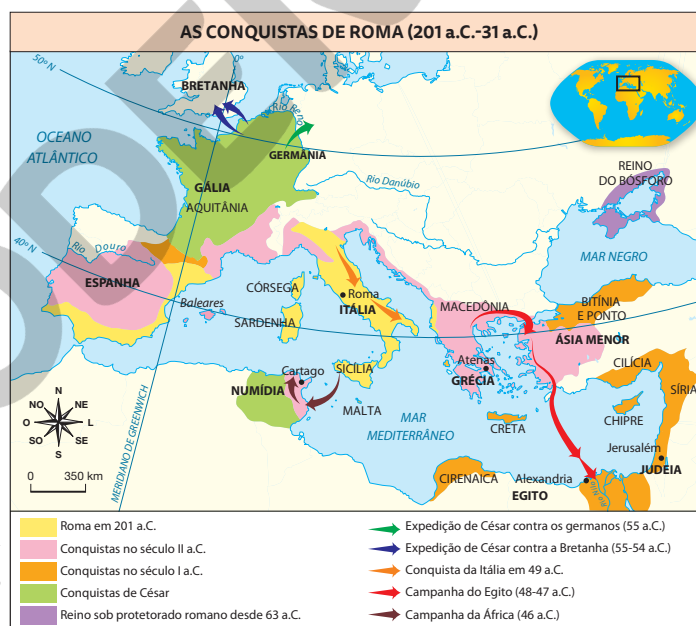 AS CONQUISTAS DE ROMA (201 a.C.-31 a.C.)
50º N
BRETANHA
Rio Reno
OCEANO
ATLÂNTICO
GERMÂNIA
GÁLIA
AQUITÂNIA
Rio Danúbio
REINO
DO BÓSFORO
40º N
Rio Douro
MAR NEGRO
ESPANHA
Baleares
CÓRSEGA
SARDENHA
Roma
ITÁLIA
MACEDÔNIA
BITÍNIA
E PONTO
ÁSIA MENOR
Atenas
GRÉCIA
CILÍCIA
SÍRIA
Cartago
SICÍLIA
NUMÍDIA
MALTA
MAR
MEDITERRÂNEO
CRETA
CHIPRE
Jerusalém
JUDEIA
CIRENAICA
Alexandria
EGITO
Rio Nilo
MERIDIANO DE GREENWICH
N
NO
NE
O
L
SO
SE
S
0 350 km
Roma em 201 a.C.
Conquistas no século II a.C.
Conquistas no século I a.C.
Conquistas de César
Reino sob protetorado romano desde 63 a.C.
Expedição de César contra os germanos (55 a.C.)
Expedição de César contra a Bretanha (55-54 a.C.)
Conquista da Itália em 49 a.C.
Campanha do Egito (48-47 a.C.)
Campanha da África (46 a.C.)